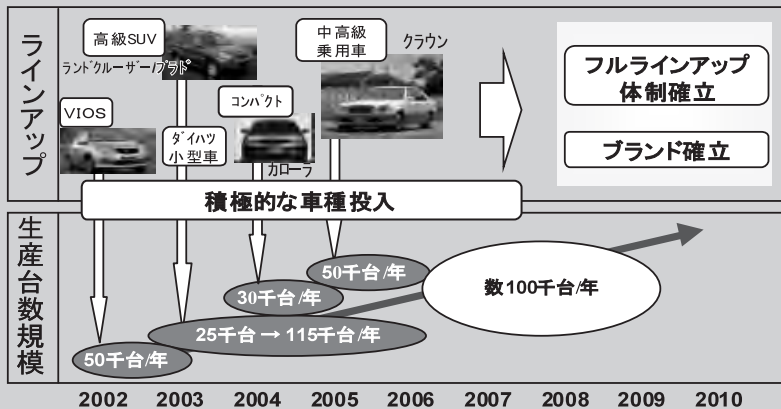 ラインアップ
高級SUV
ランドクルーザー/プラド
VIOS
ダイハツ
小型車
コンパクト
カローラ
中高級
乗用車
クラウン
フルラインアップ
体制確立
ブランド確立
積極的な車種投入
生産台数規模
50千台/年
25千台 → 115千台/年
30千台/年
50千台/年
数100千台/年
2002 2003 2004 2005 2006 2007 2008 2009 2010